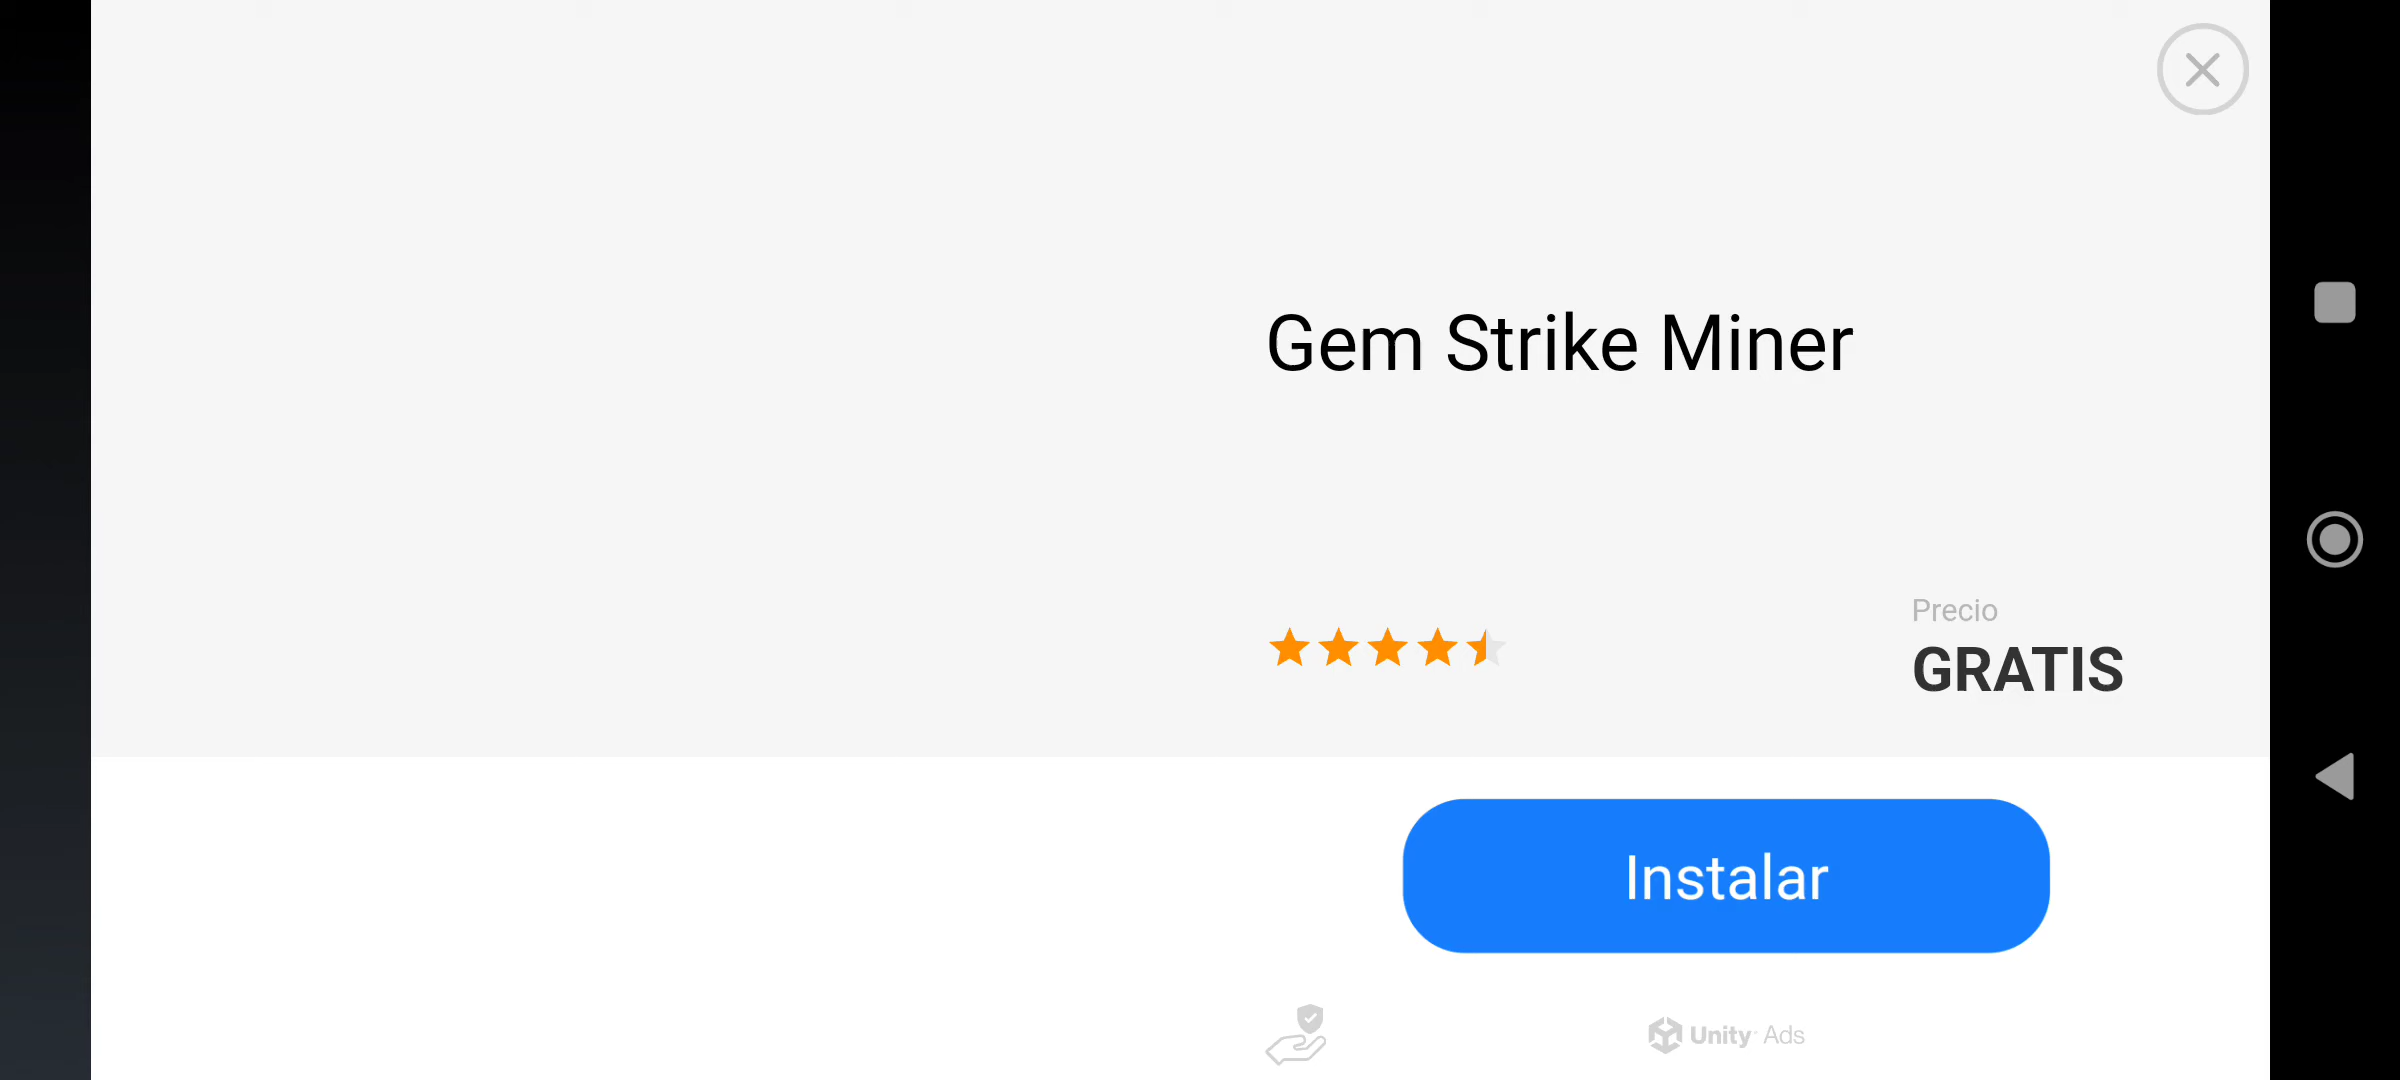 Gem Strike Miner
Precio
GRATIS
Instalar
Unity Ads